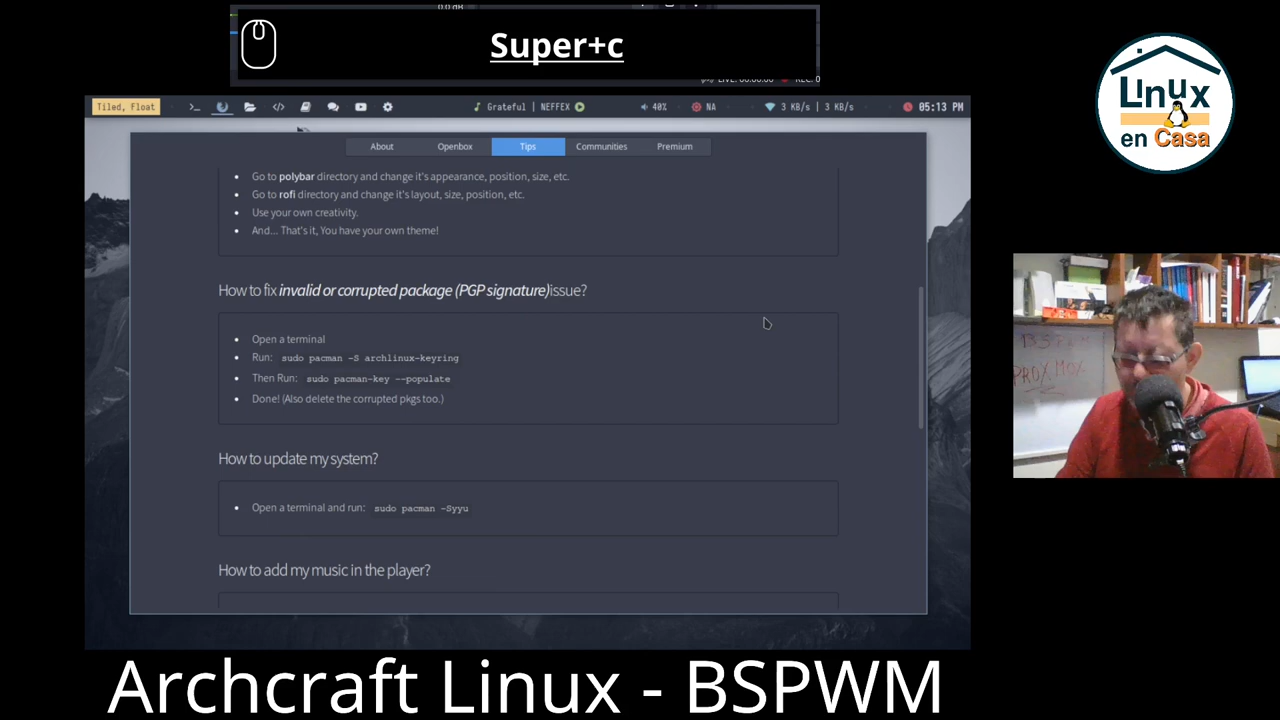 0.0 dB
Super+c
Linux
en Casa
Tiled, Float
Grateful | NEFFEX
40%
NA
3 KB/s | 3 KB/s
05:13 PM
About
Openbox
Tips
Communities
Premium
• Go to polybar directory and change it's appearance, position, size, etc.
• Go to rofi directory and change it's layout, size, position, etc.
• Use your own creativity.
• And... That's it, You have your own theme!
How to fix invalid or corrupted package (PGP signature)issue?
• Open a terminal
• Run: sudo pacman -S archlinux-keyring
• Then Run: sudo pacman-key --populate
• Done! (Also delete the corrupted pkgs too.)
How to update my system?
• Open a terminal and run: sudo pacman -Syyu
How to add my music in the player?
PROX MOX
Archcraft Linux - BSPWM